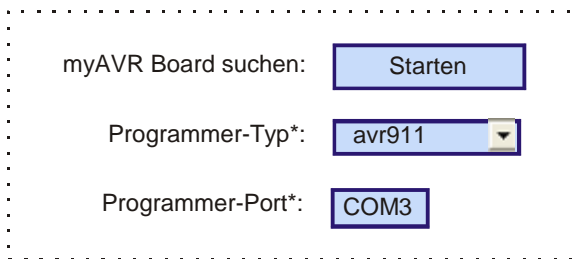 myAVR Board suchen: Starten
Programmer-Typ*: avr911
Programmer-Port*: COM3